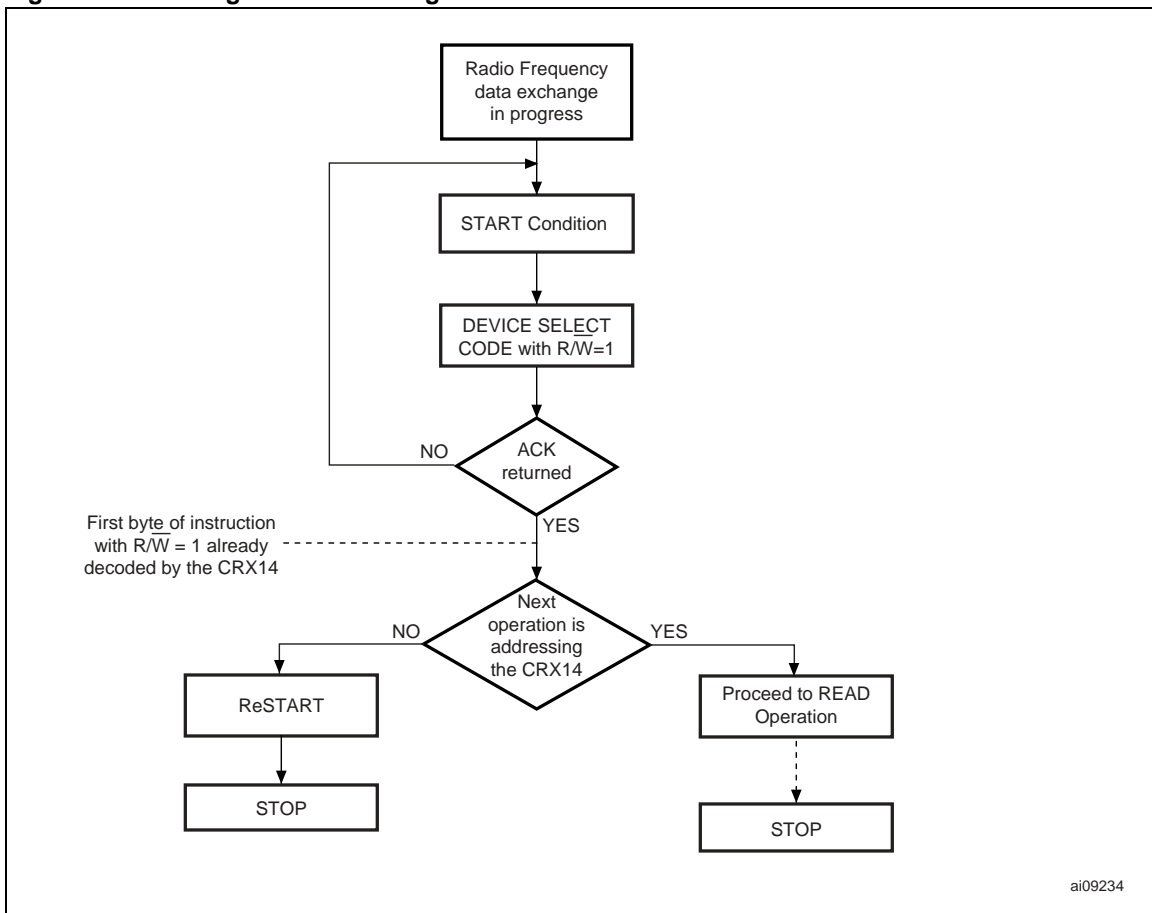 Radio Frequency
data exchange
in progress
START Condition
DEVICE SELECT
CODE with R/W̅=1
NO
ACK
returned
YES
First byte of instruction
with R/W̅ = 1 already
decoded by the CRX14
Next
operation is
addressing
the CRX14
NO
YES
ReSTART
Proceed to READ
Operation
STOP
STOP
ai09234